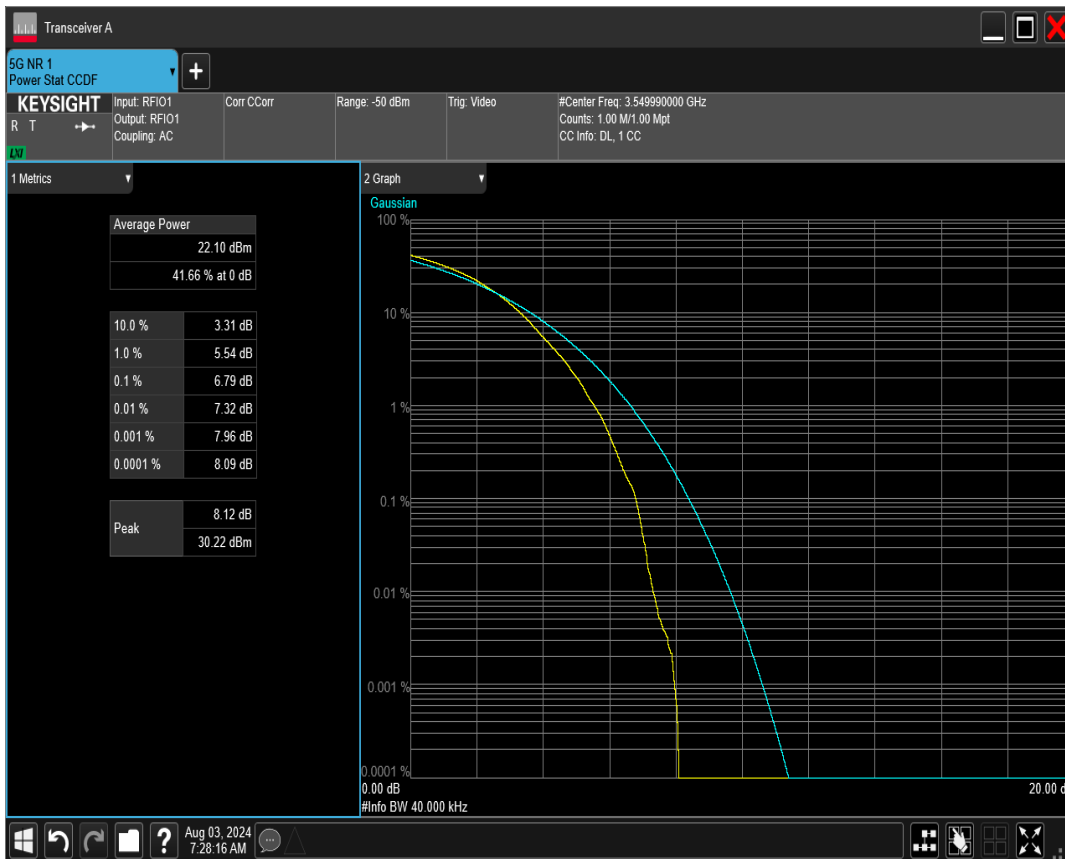 Transceiver A
5G NR 1
Power Stat CCDF
+
KEYSIGHT
R T
LXI
Input: RFIO1
Output: RFIO1
Coupling: AC
Corr CCorr
Range: -50 dBm
Trig: Video
#Center Freq: 3.549990000 GHz
Counts: 1.00 M/1.00 Mpt
CC Info: DL, 1 CC
1 Metrics
Average Power
22.10 dBm
41.66 % at 0 dB
10.0 % 3.31 dB
1.0 % 5.54 dB
0.1 % 6.79 dB
0.01 % 7.32 dB
0.001 % 7.96 dB
0.0001 % 8.09 dB
Peak 8.12 dB
30.22 dBm
2 Graph
Gaussian
100 %
10 %
1 %
0.1 %
0.01 %
0.001 %
0.0001 %
0.00 dB 20.00 d
#Info BW 40.000 kHz
? Aug 03, 2024
7:28:16 AM